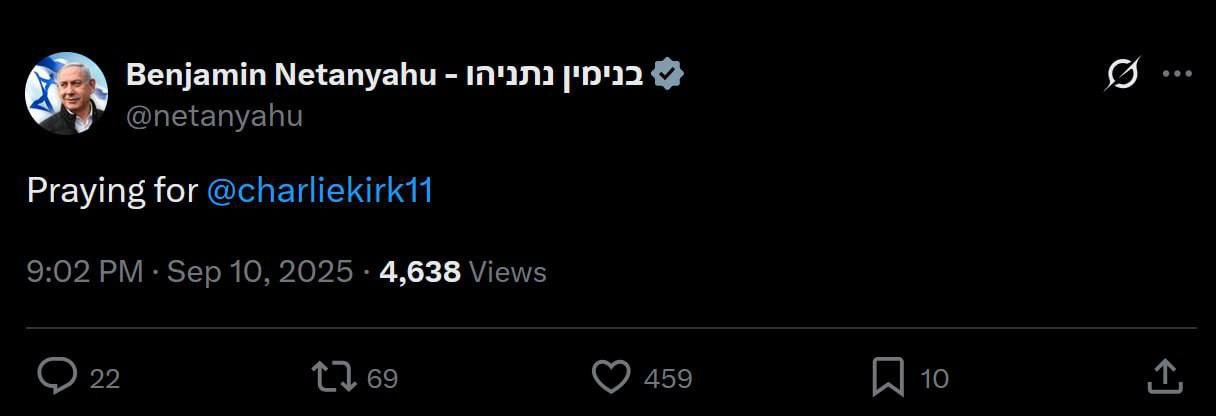 Benjamin Netanyahu - בנימין נתניהו
@netanyahu
Praying for @charliekirk11
9:02 PM · Sep 10, 2025 · 4,638 Views
22 69 459 10